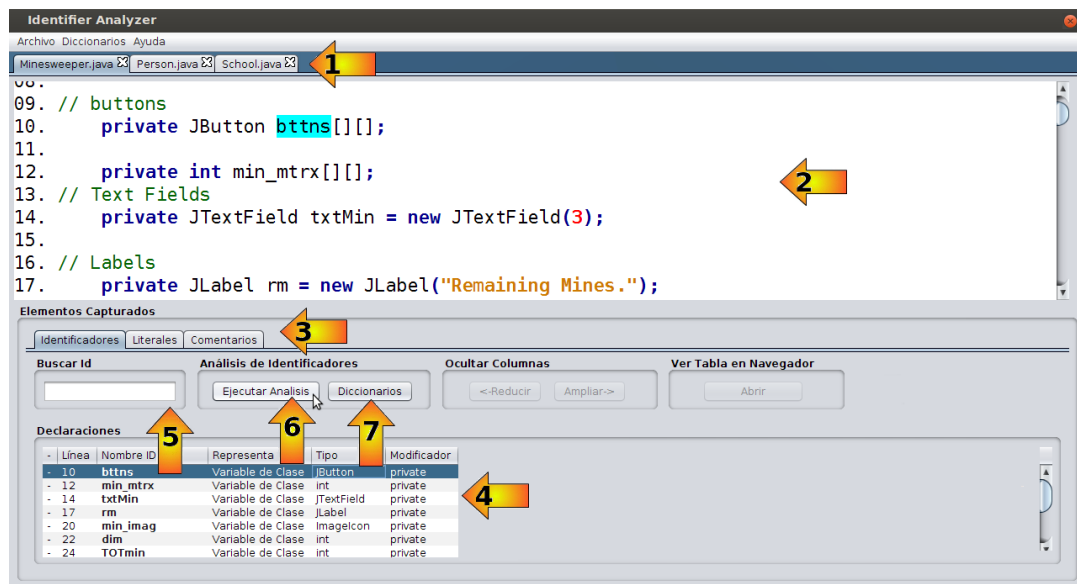 Identifier Analyzer
Archivo Diccionarios Ayuda
Minesweeper.java Person.java School.java 1
08.
09. // buttons
10. private JButton bttns[][];
11.
12. private int min_mtrx[][];
2
13. // Text Fields
14. private JTextField txtMin = new JTextField(3);
15.
16. // Labels
17. private JLabel rm = new JLabel("Remaining Mines.");
Elementos Capturados
3
Identificadores Literales Comentarios
Buscar Id Análisis de Identificadores Ocultar Columnas Ver Tabla en Navegador
Ejecutar Analisis Diccionarios <-Reducir Ampliar-> Abrir
5 6 7
Declaraciones
- Línea Nombre ID Representa Tipo Modificador
- 10 bttns Variable de Clase JButton private
- 12 min_mtrx Variable de Clase int private
- 14 txtMin Variable de Clase JTextField private
4
- 17 rm Variable de Clase JLabel private
- 20 min_imag Variable de Clase ImageIcon private
- 22 dim Variable de Clase int private
- 24 TOTmin Variable de Clase int private